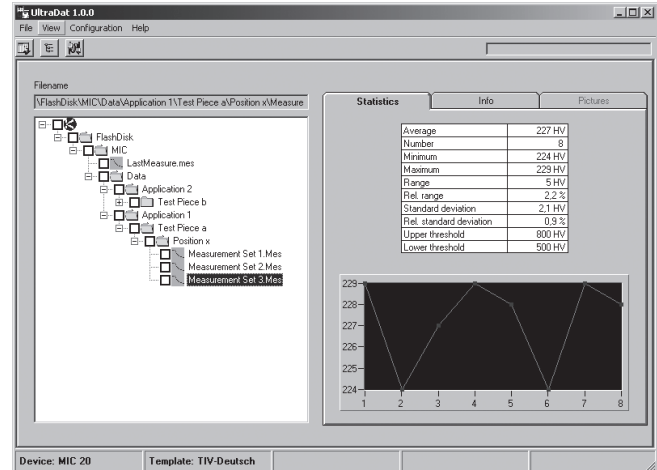 UltraDat 1.0.0
File View Configuration Help
Filename
\FlashDisk\MIC\Data\Application 1\Test Piece a\Position x\Measure
FlashDisk
MIC
LastMeasure.mes
Data
Application 2
Test Piece b
Application 1
Test Piece a
Position x
Measurement Set 1.Mes
Measurement Set 2.Mes
Measurement Set 3.Mes
Statistics Info Pictures
Average 227 HV
Number 8
Minimum 224 HV
Maximum 229 HV
Range 5 HV
Rel. range 2,2 %
Standard deviation 2,1 HV
Rel. standard deviation 0,9 %
Upper threshold 800 HV
Lower threshold 500 HV
229
228
227
226
225
224
1 2 3 4 5 6 7 8
Device: MIC 20 Template: TIV-Deutsch